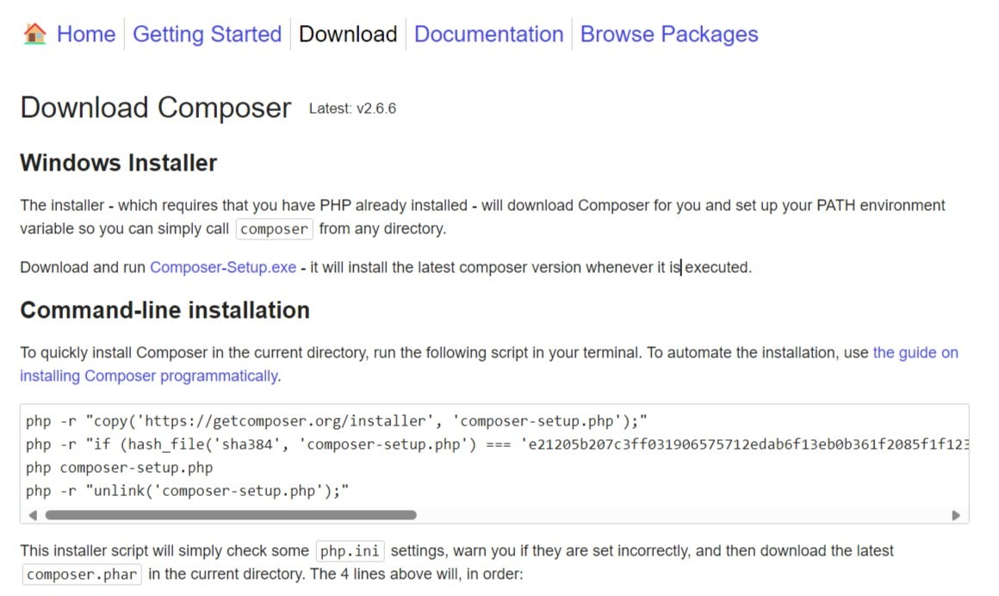 Home Getting Started Download Documentation Browse Packages
Download Composer Latest: v2.6.6
Windows Installer
The installer - which requires that you have PHP already installed - will download Composer for you and set up your PATH environment
variable so you can simply call composer from any directory.
Download and run Composer-Setup.exe - it will install the latest composer version whenever it is executed.
Command-line installation
To quickly install Composer in the current directory, run the following script in your terminal. To automate the installation, use the guide on
installing Composer programmatically.
php -r "copy('https://getcomposer.org/installer', 'composer-setup.php');"
php -r "if (hash_file('sha384', 'composer-setup.php') === 'e21205b207c3ff031906575712edab6f13eb0b361f2085f1f123
php composer-setup.php
php -r "unlink('composer-setup.php');"
This installer script will simply check some php.ini settings, warn you if they are set incorrectly, and then download the latest
composer.phar in the current directory. The 4 lines above will, in order: